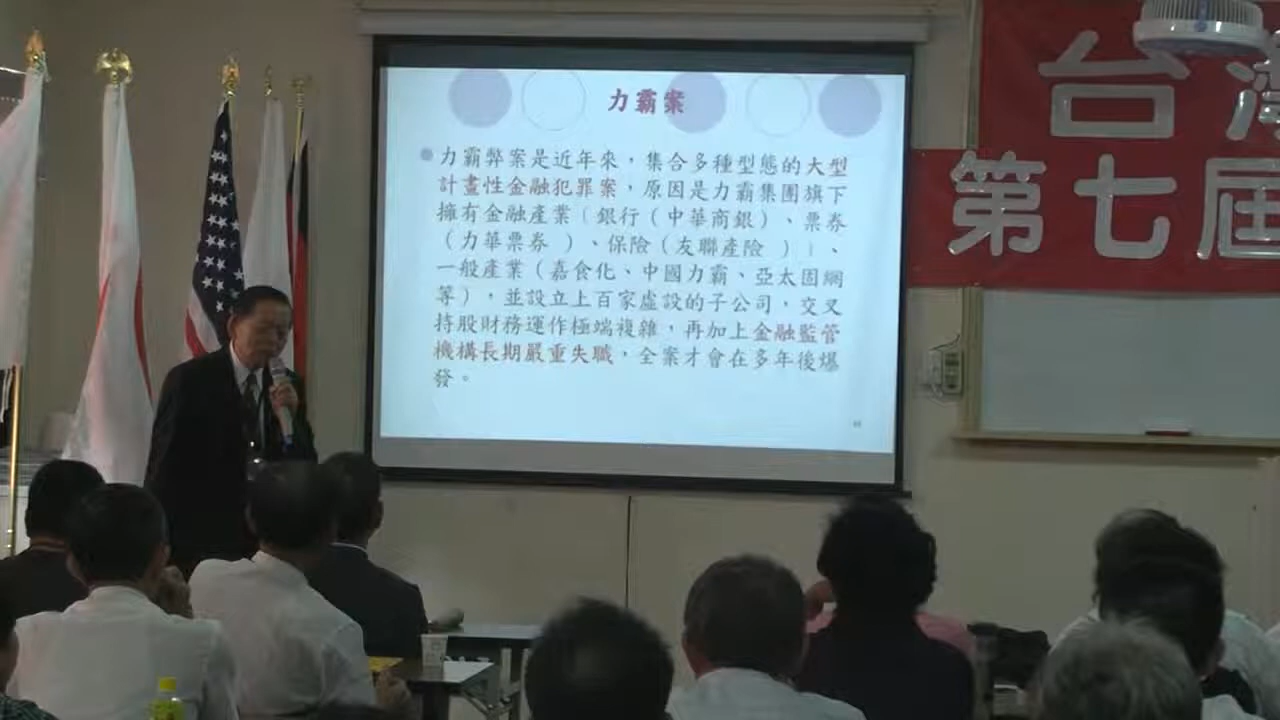 力霸案
力霸弊案是近年來，集合多種型態的大型
計畫性金融犯罪案，原因是力霸集團旗下
擁有金融產業〔銀行（中華商銀）、票券
（力華票券 ）、保險（友聯產險 ）〕、
一般產業（嘉食化、中國力霸、亞太固網
等），並設立上百家虛設的子公司，交叉
持股財務運作極端複雜，再加上金融監管
機構長期嚴重失職，全案才會在多年後爆
發。
台灣
第七屆